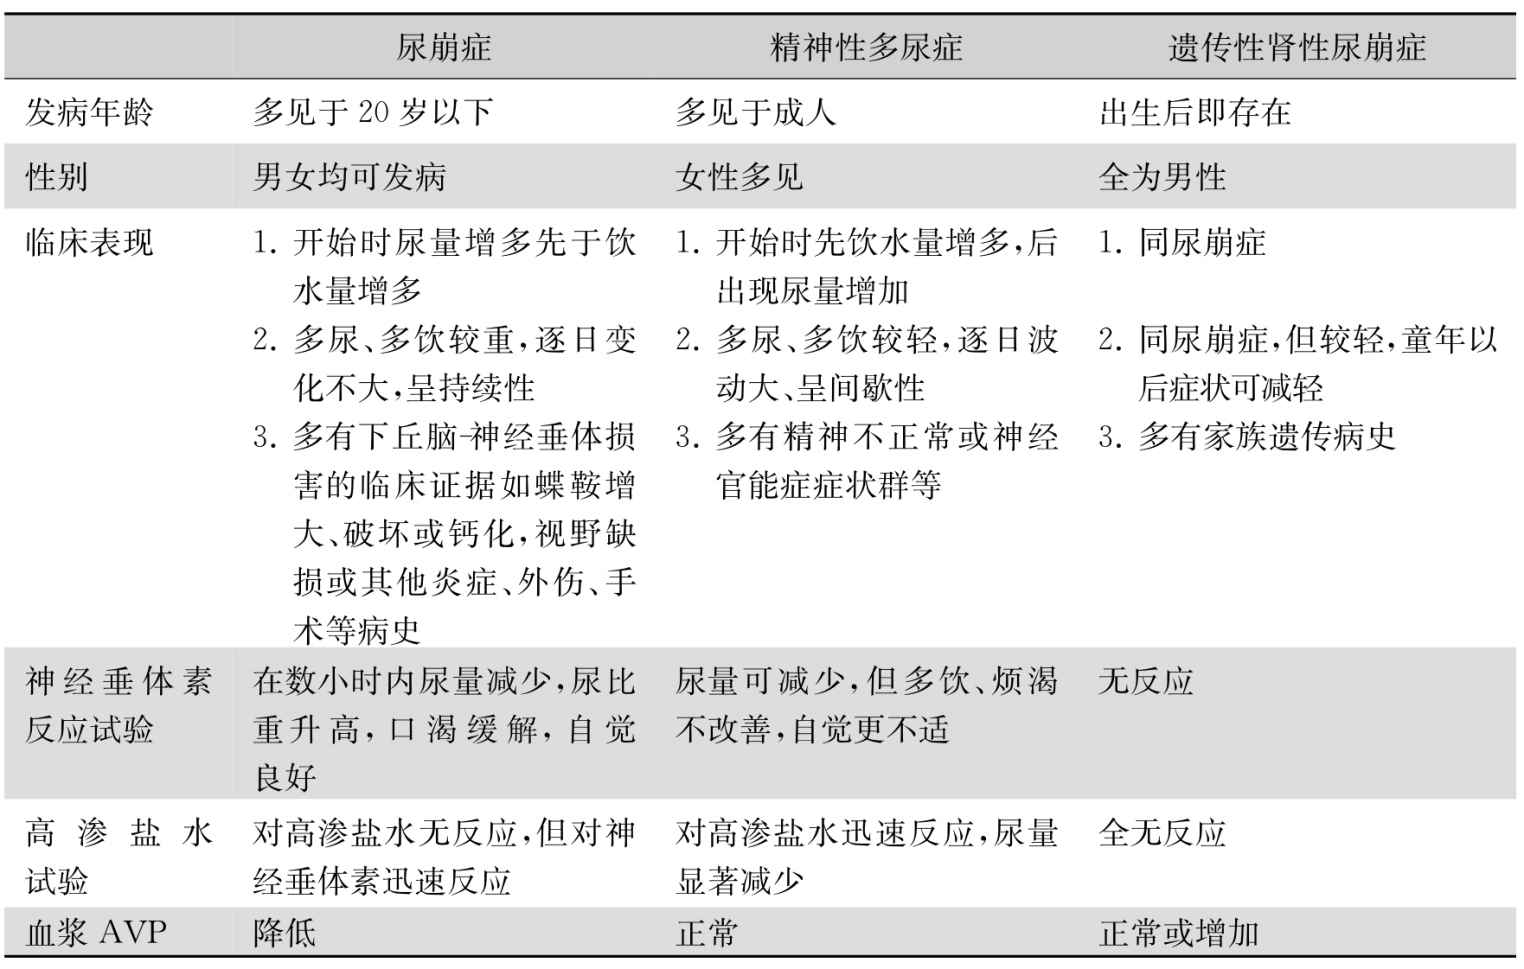 尿崩症 精神性多尿症 遗传性肾性尿崩症
发病年龄 多见于 20 岁以下 多见于成人 出生后即存在
性别 男女均可发病 女性多见 全为男性
临床表现 1. 开始时尿量增多先于饮 1. 开始时先饮水量增多,后 1. 同尿崩症
水量增多 出现尿量增加
2. 多尿、多饮较重,逐日变 2. 多尿、多饮较轻,逐日波 2. 同尿崩症,但较轻,童年以
化不大,呈持续性 动大、呈间歇性 后症状可减轻
3. 多有下丘脑-神经垂体损 3. 多有精神不正常或神经 3. 多有家族遗传病史
害的临床证据如蝶鞍增 官能症症状群等
大、破坏或钙化,视野缺
损或其他炎症、外伤、手
术等病史
神经垂体素 在数小时内尿量减少,尿比 尿量可减少,但多饮、烦渴 无反应
反应试验 重升高,口渴缓解,自觉 不改善,自觉更不适
良好
高渗盐水 对高渗盐水无反应,但对神 对高渗盐水迅速反应,尿量 全无反应
试验 经垂体素迅速反应 显著减少
血浆 AVP 降低 正常 正常或增加